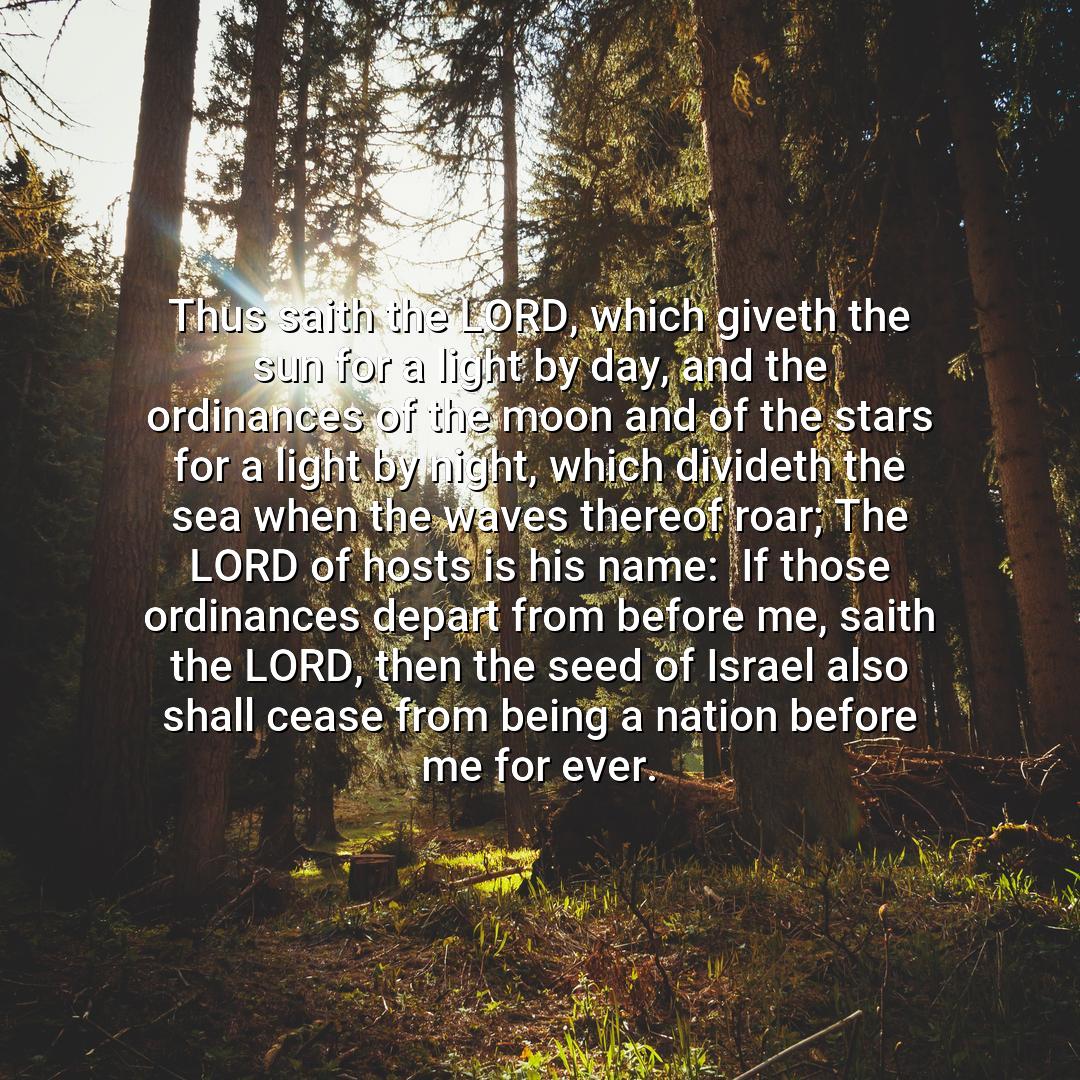 Thus saith the LORD, which giveth the
sun for a light by day, and the
ordinances of the moon and of the stars
for a light by night, which divideth the
sea when the waves thereof roar; The
LORD of hosts is his name:  If those
ordinances depart from before me, saith
the LORD, then the seed of Israel also
shall cease from being a nation before
me for ever.